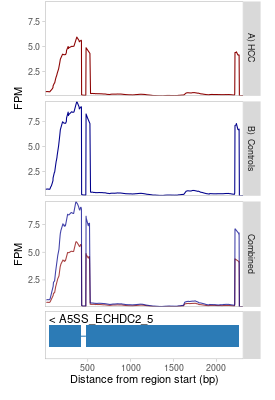 7.5
5.0
2.5
FPM
A) HCC
7.5
5.0
2.5
B) Controls
7.5
5.0
2.5
FPM
Combined
< A5SS_ECHDC2_5
500 1000 1500 2000
Distance from region start (bp)